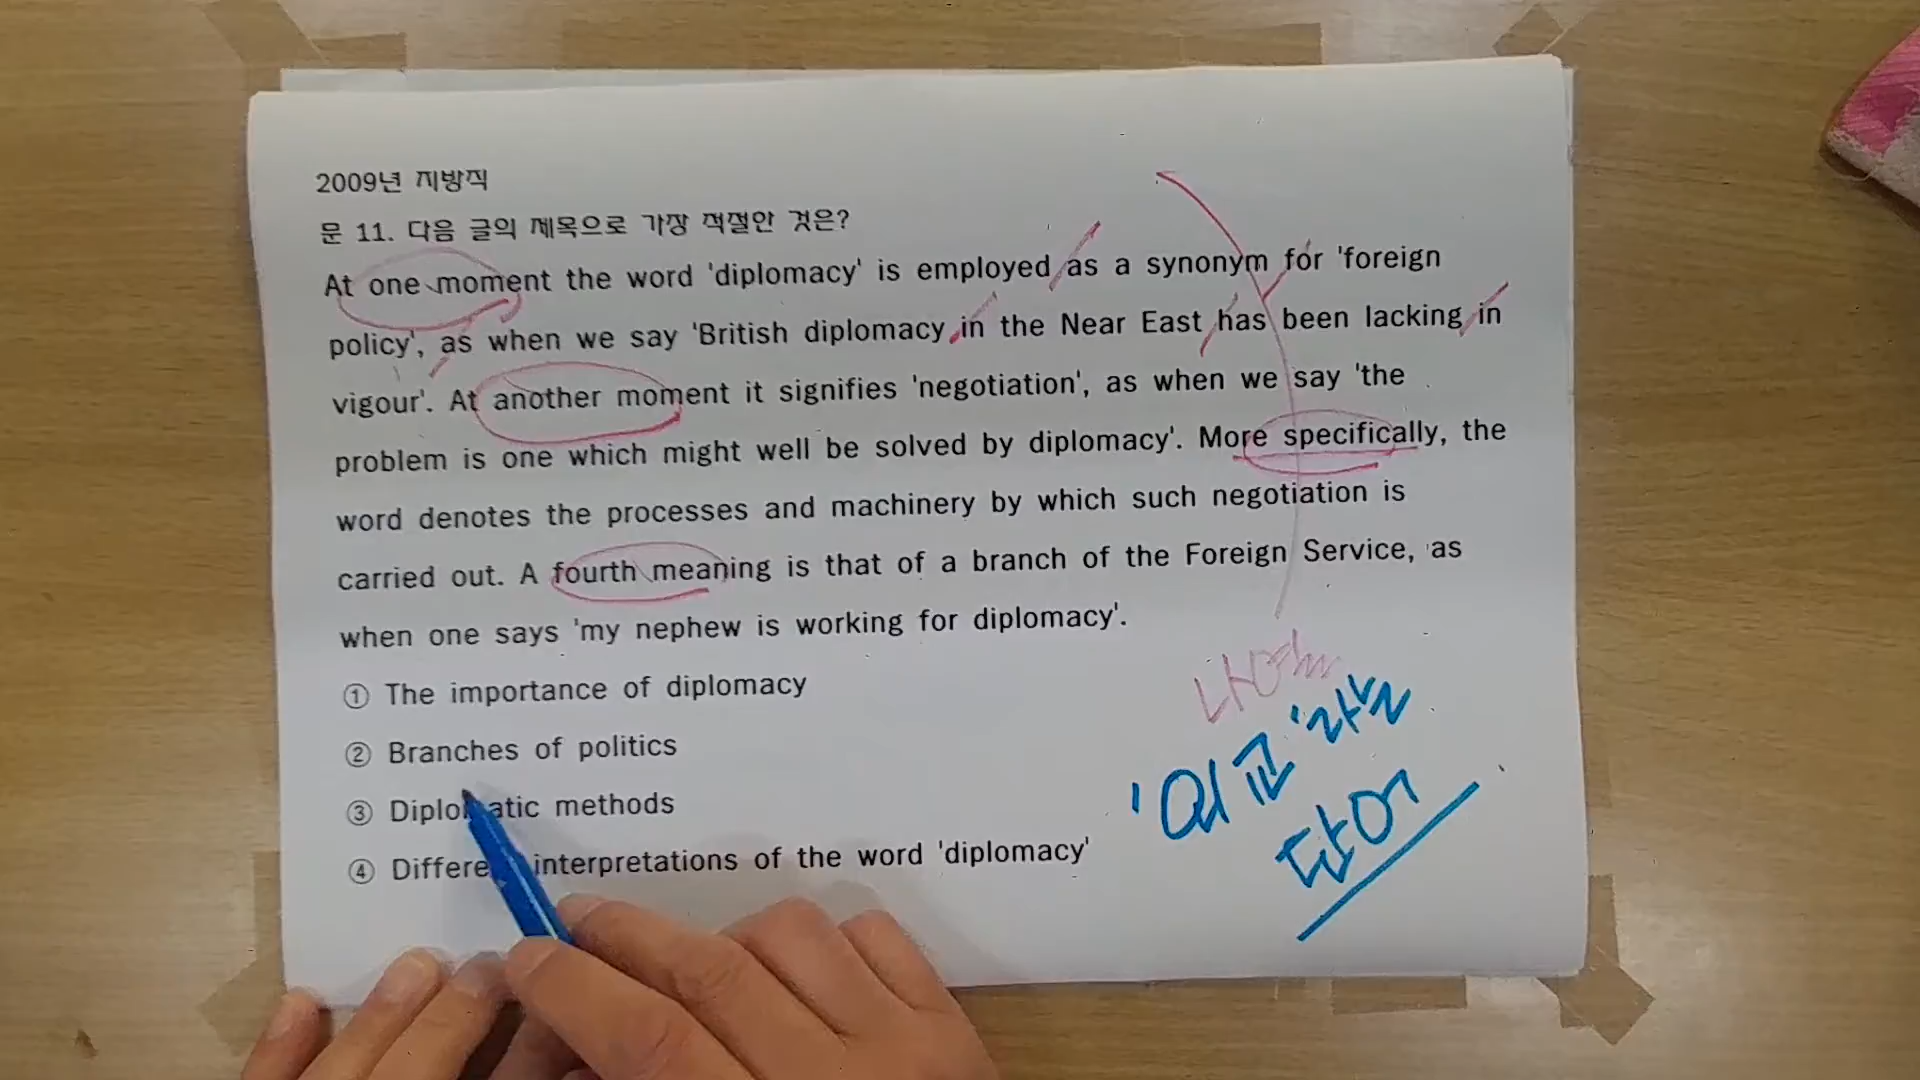 2009년 지방직
문 11. 다음 글의 제목으로 가장 적절한 것은?
At one moment the word 'diplomacy' is employed as a synonym for 'foreign
policy', as when we say 'British diplomacy in the Near East has been lacking in
vigour'. At another moment it signifies 'negotiation', as when we say 'the
problem is one which might well be solved by diplomacy'. More specifically, the
word denotes the processes and machinery by which such negotiation is
carried out. A fourth meaning is that of a branch of the Foreign Service, as
when one says 'my nephew is working for diplomacy'.
① The importance of diplomacy
② Branches of politics
③ Diplomatic methods
④ Different interpretations of the word 'diplomacy'
나열
'외교'라는
단어